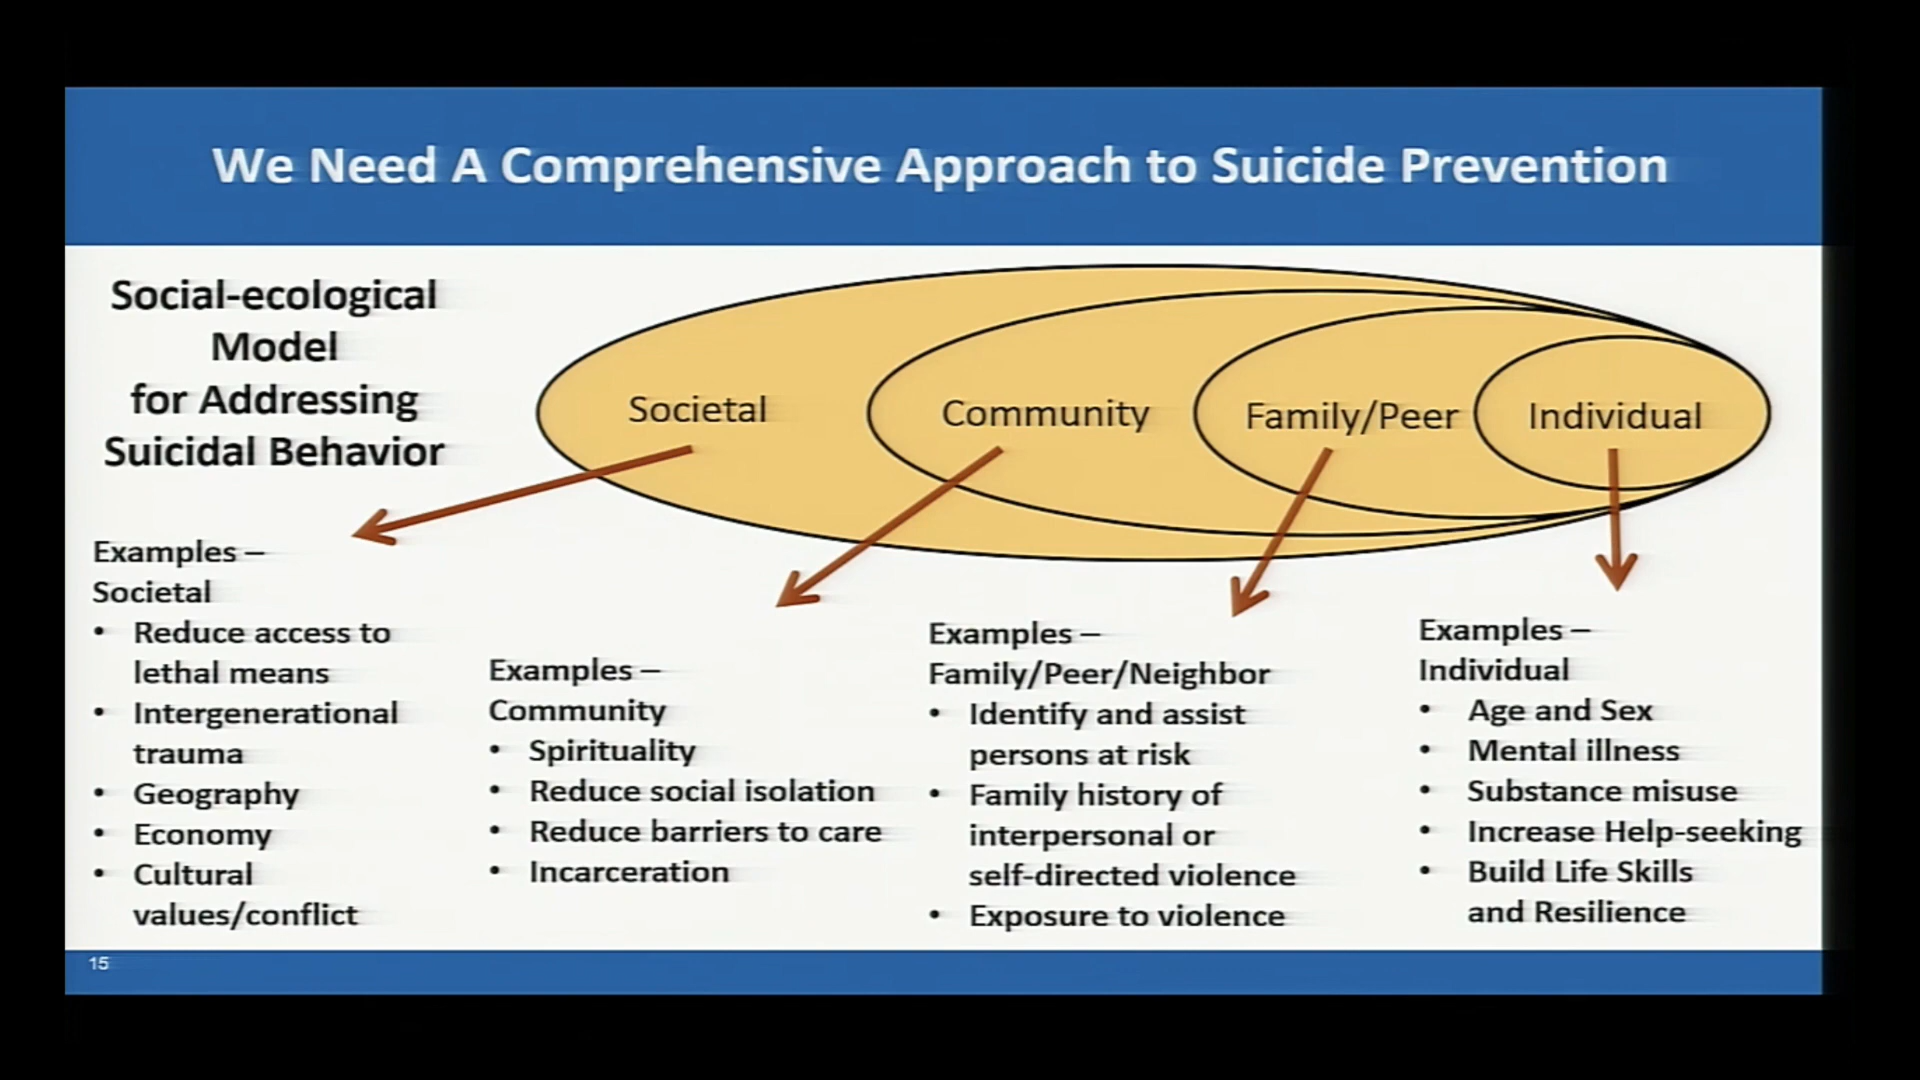 We Need A Comprehensive Approach to Suicide Prevention
Social-ecological
Model
for Addressing
Suicidal Behavior
Societal
Community
Family/Peer
Individual
Examples –
Societal
• Reduce access to
lethal means
• Intergenerational
trauma
• Geography
• Economy
• Cultural
values/conflict
Examples –
Community
• Spirituality
• Reduce social isolation
• Reduce barriers to care
• Incarceration
Examples –
Family/Peer/Neighbor
• Identify and assist
persons at risk
• Family history of
interpersonal or
self-directed violence
• Exposure to violence
Examples –
Individual
• Age and Sex
• Mental illness
• Substance misuse
• Increase Help-seeking
• Build Life Skills
and Resilience
15